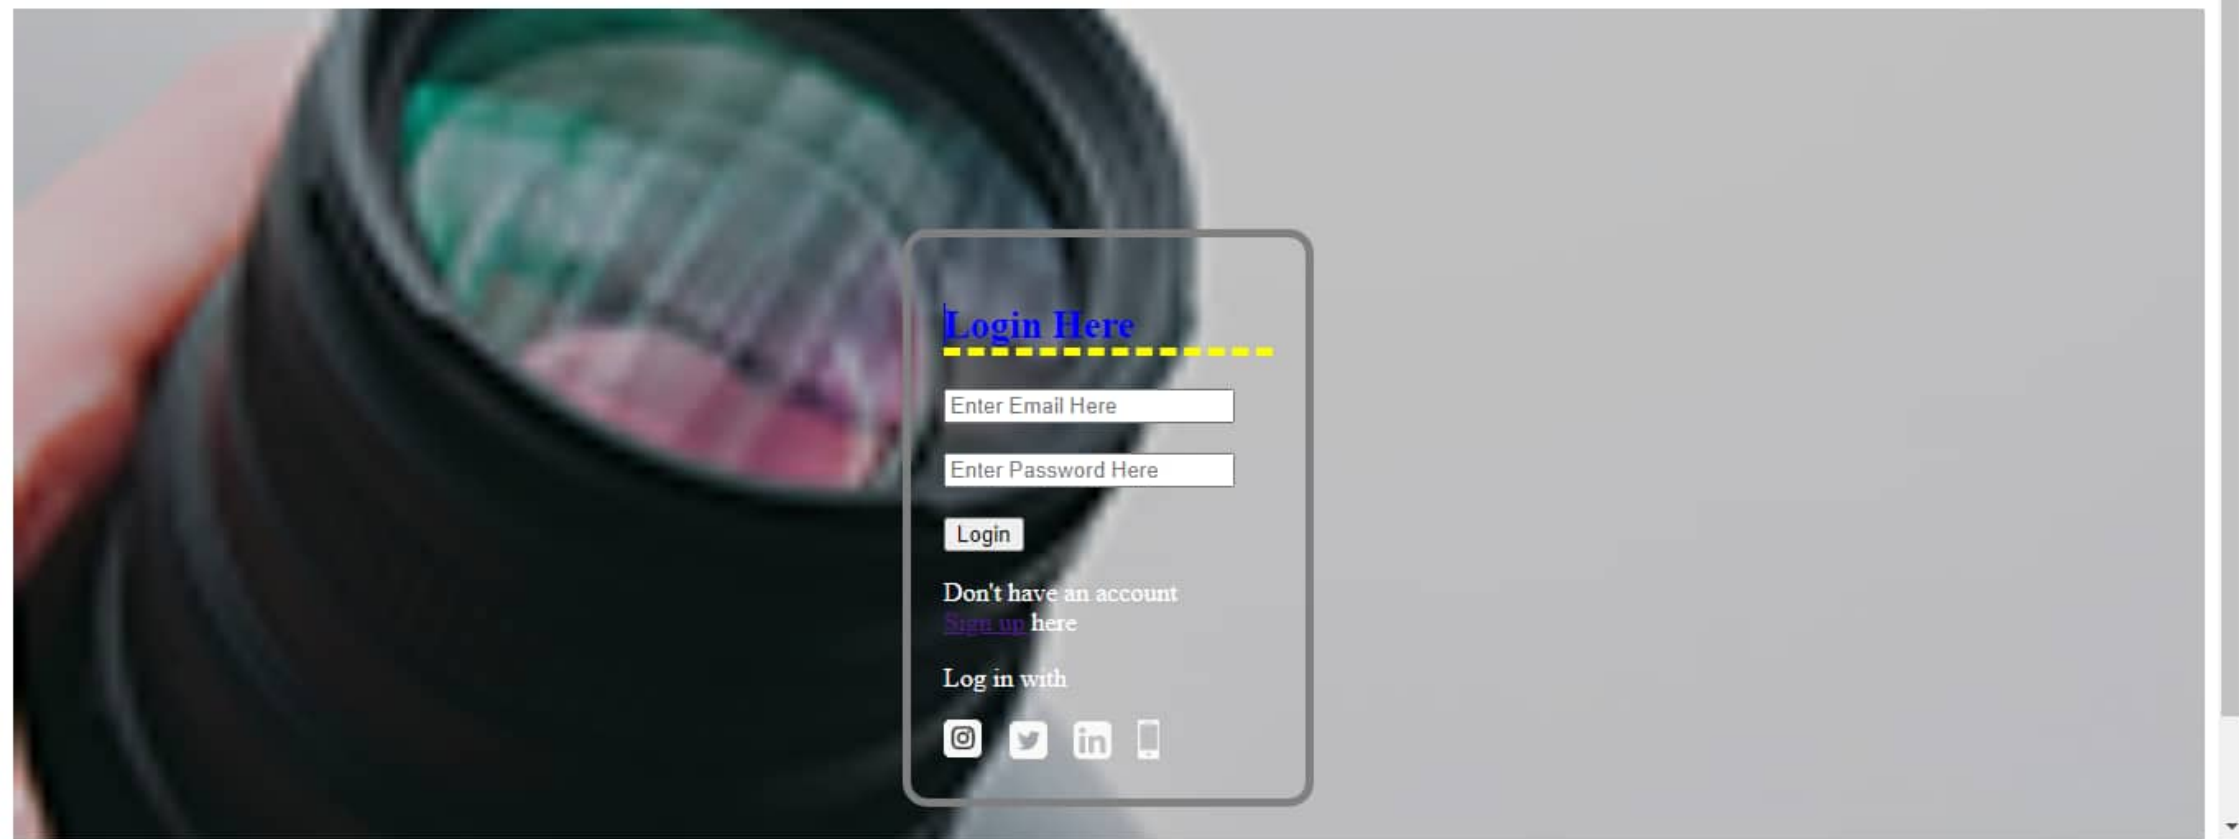 Login Here
Enter Email Here
Enter Password Here
Login
Don't have an account
Sign up here
Log in with
in